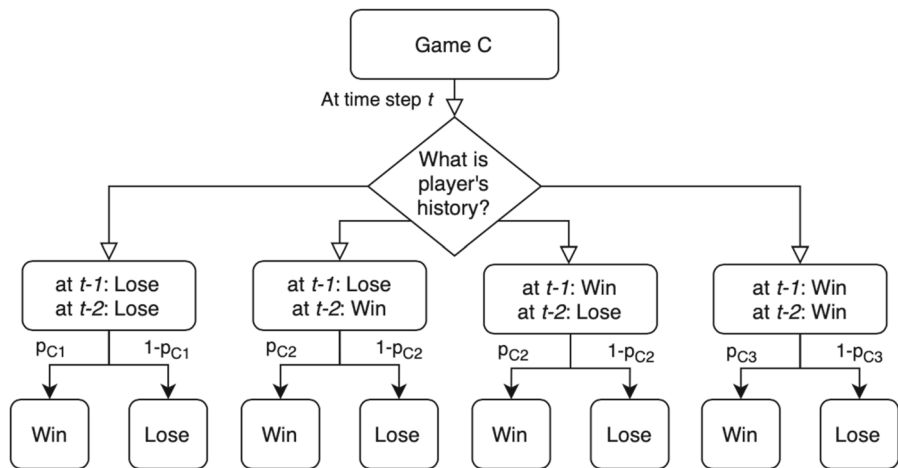 Game C
At time step t
What is
player's
history?
at t-1: Lose
at t-2: Lose
at t-1: Lose
at t-2: Win
at t-1: Win
at t-2: Lose
at t-1: Win
at t-2: Win
pC1
1-pC1
pC2
1-pC2
pC2
1-pC2
pC3
1-pC3
Win
Lose
Win
Lose
Win
Lose
Win
Lose